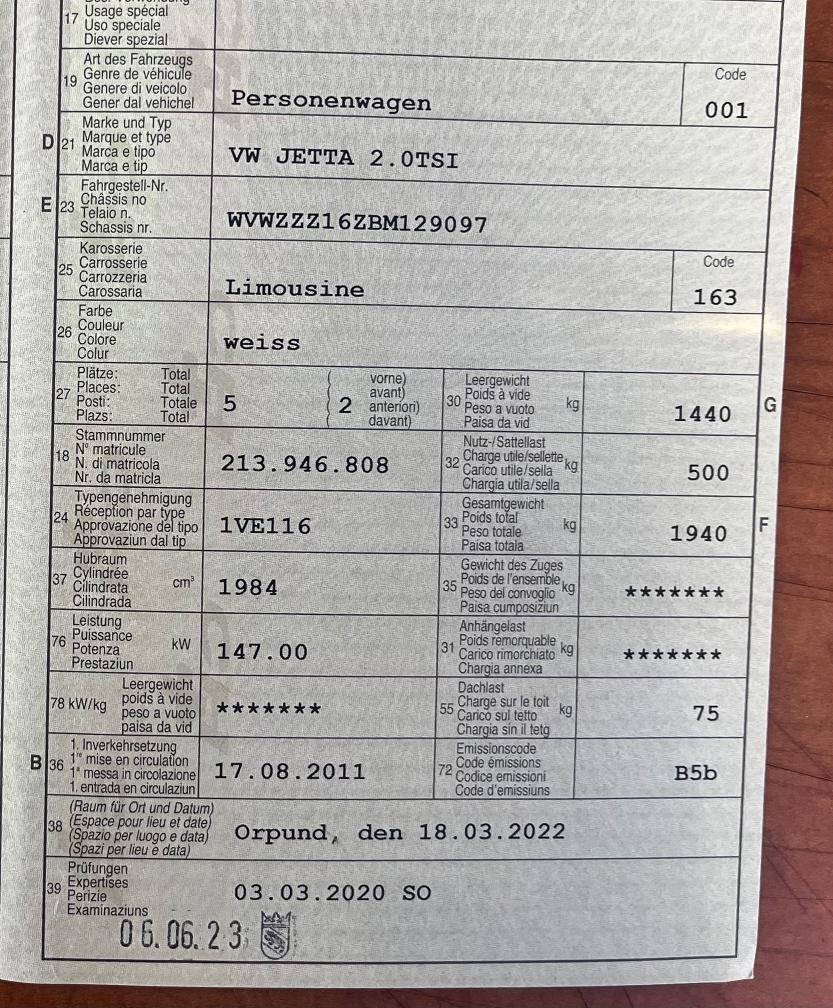 17 Usage spécial
Uso speciale
Diever spezial
19 Art des Fahrzeugs
Genre de véhicule
Genere di veicolo
Gener dal vehichel
Personenwagen
Code
001
D 21 Marke und Typ
Marque et type
Marca e tipo
Marca e tip
VW JETTA 2.0TSI
E 23 Fahrgestell-Nr.
Châssis no
Telaio n.
Schassis nr.
WVWZZZ16ZBM129097
25 Karosserie
Carrosserie
Carrozzeria
Carossaria
Limousine
Code
163
26 Farbe
Couleur
Colore
Colur
weiss
27 Plätze: Total
Places: Total
Posti: Totale
Plazs: Total
5
2
vorne)
avant)
anteriori)
davant)
30 Leergewicht
Poids à vide
Peso a vuoto
Paisa da vid
kg
1440
G
18 Stammnummer
N° matricule
N. di matricola
Nr. da matricla
213.946.808
32 Nutz-/Sattellast
Charge utile/sellette
Carico utile/sella
Chargia utila/sella
kg
500
24 Typengenehmigung
Réception par type
Approvazione del tipo
Approvaziun dal tip
1VE116
33 Gesamtgewicht
Poids total
Peso totale
Paisa totala
kg
1940
F
37 Hubraum
Cylindrée
Cilindrata
Cilindrada
cm³
1984
35 Gewicht des Zuges
Poids de l'ensemble
Peso del convoglio
Paisa cumposiziun
kg
*******
76 Leistung
Puissance
Potenza
Prestaziun
kW
147.00
31 Anhängelast
Poids remorquable
Carico rimorchiato
Chargia annexa
kg
*******
78 kW/kg
Leergewicht
poids à vide
peso a vuoto
paisa da vid
*******
55 Dachlast
Charge sur le toit
Carico sul tetto
Chargia sin il tetg
kg
75
B 36 1. Inverkehrsetzung
1re mise en circulation
1a messa in circolazione
1. entrada en circulaziun
17.08.2011
72 Emissionscode
Code émissions
Codice emissioni
Code d'emissiuns
B5b
38 (Raum für Ort und Datum)
(Espace pour lieu et date)
(Spazio per luogo e data)
(Spazi per lieu e data)
Orpund, den 18.03.2022
39 Prüfungen
Expertises
Perizie
Examinaziuns
03.03.2020 SO
06.06.23